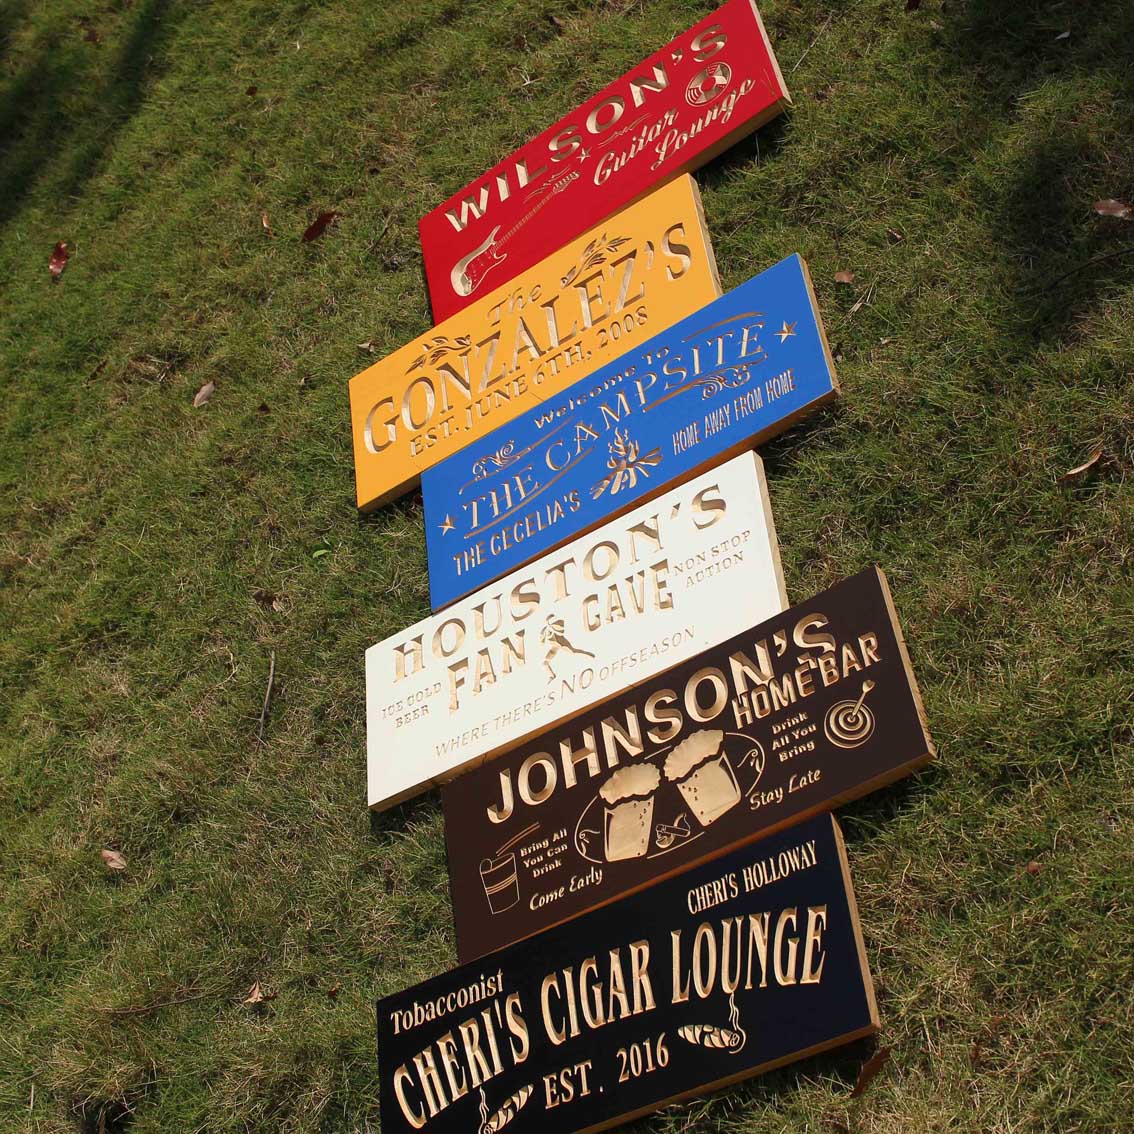 WILSON'S
Guitar
Lounge
The
GONZALEZ'S
EST. JUNE 6TH, 2008
Welcome To
THE CAMPSITE
THE CECELIA'S
HOME AWAY FROM HOME
HOUSTON'S
FAN CAVE
NON STOP
ACTION
ICE COLD
BEER
WHERE THERE'S NO OFFSEASON
JOHNSON'S
HOME BAR
Drink
All You
Bring
Stay Late
Bring All
You Can
Drink
Come Early
CHERI'S HOLLOWAY
Tobacconist
CHERI'S CIGAR LOUNGE
EST. 2016